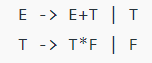 E -> E+T | T
T -> T*F | F